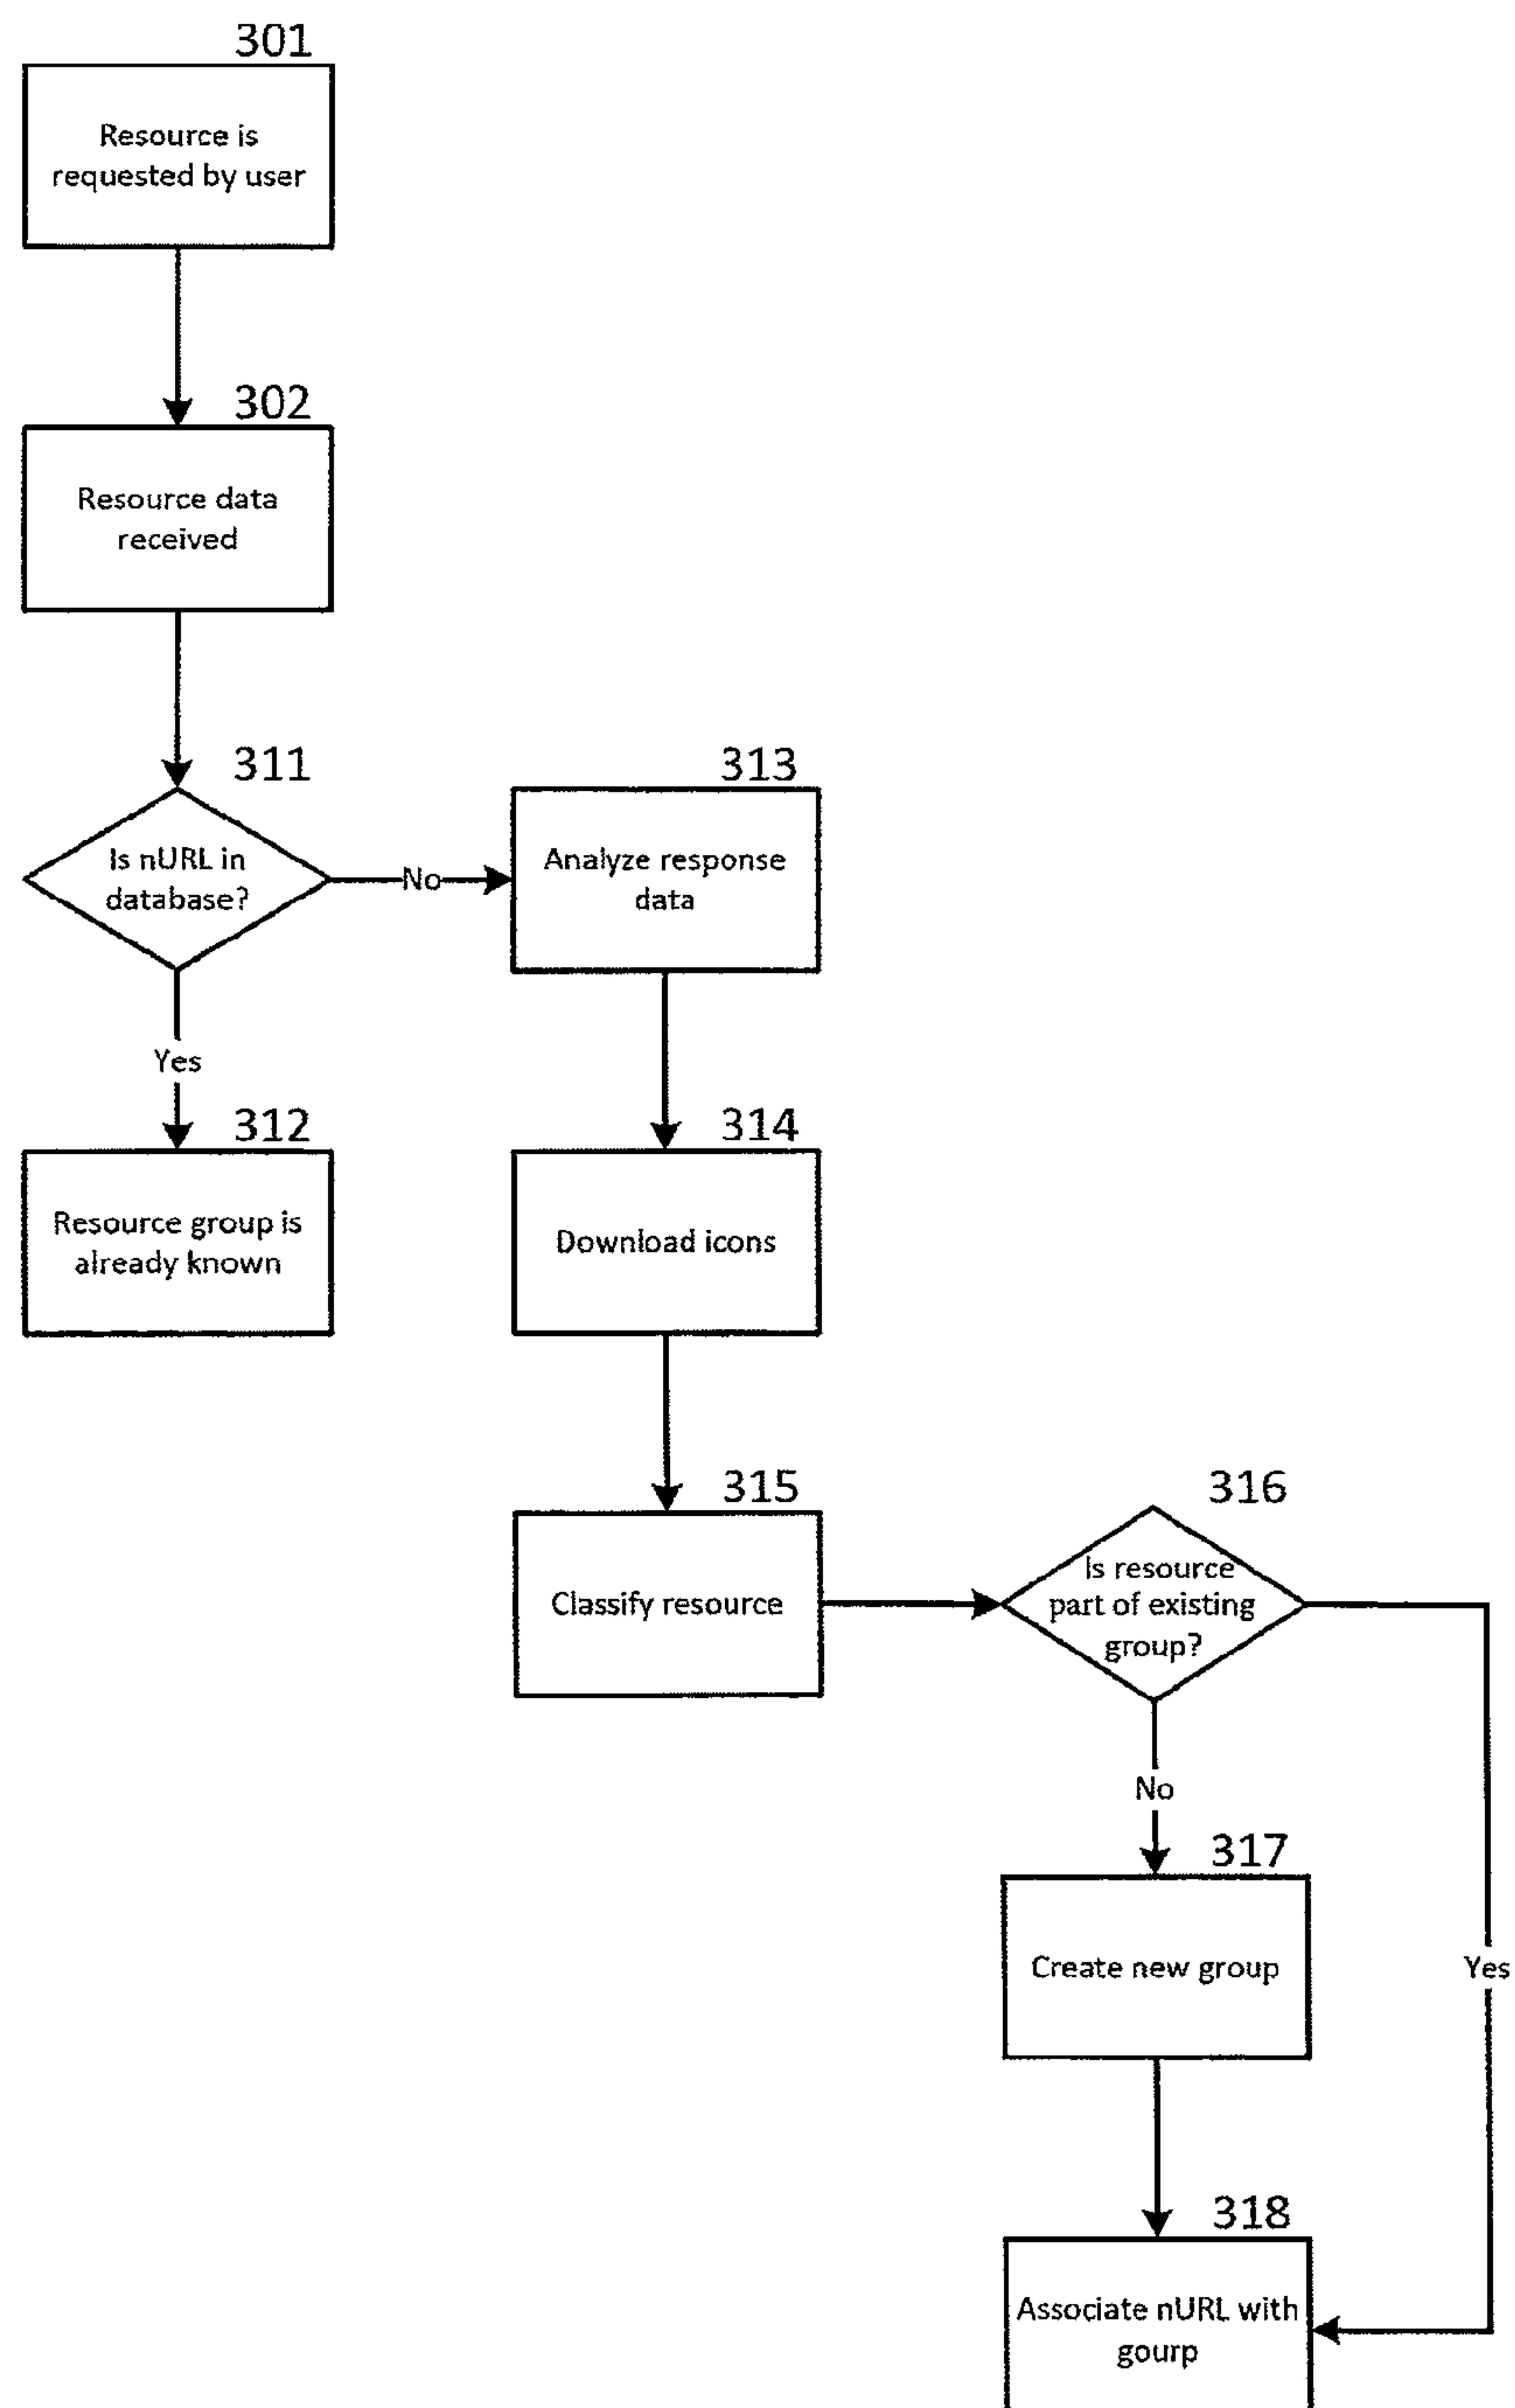 301
Resource is
requested by user
302
Resource data
received
311
Is nURL in
database?
No
313
Analyze response
data
Yes
312
Resource group is
already known
314
Download icons
315
Classify resource
316
Is resource
part of existing
group?
No
317
Create new group
Yes
318
Associate nURL with
gourp